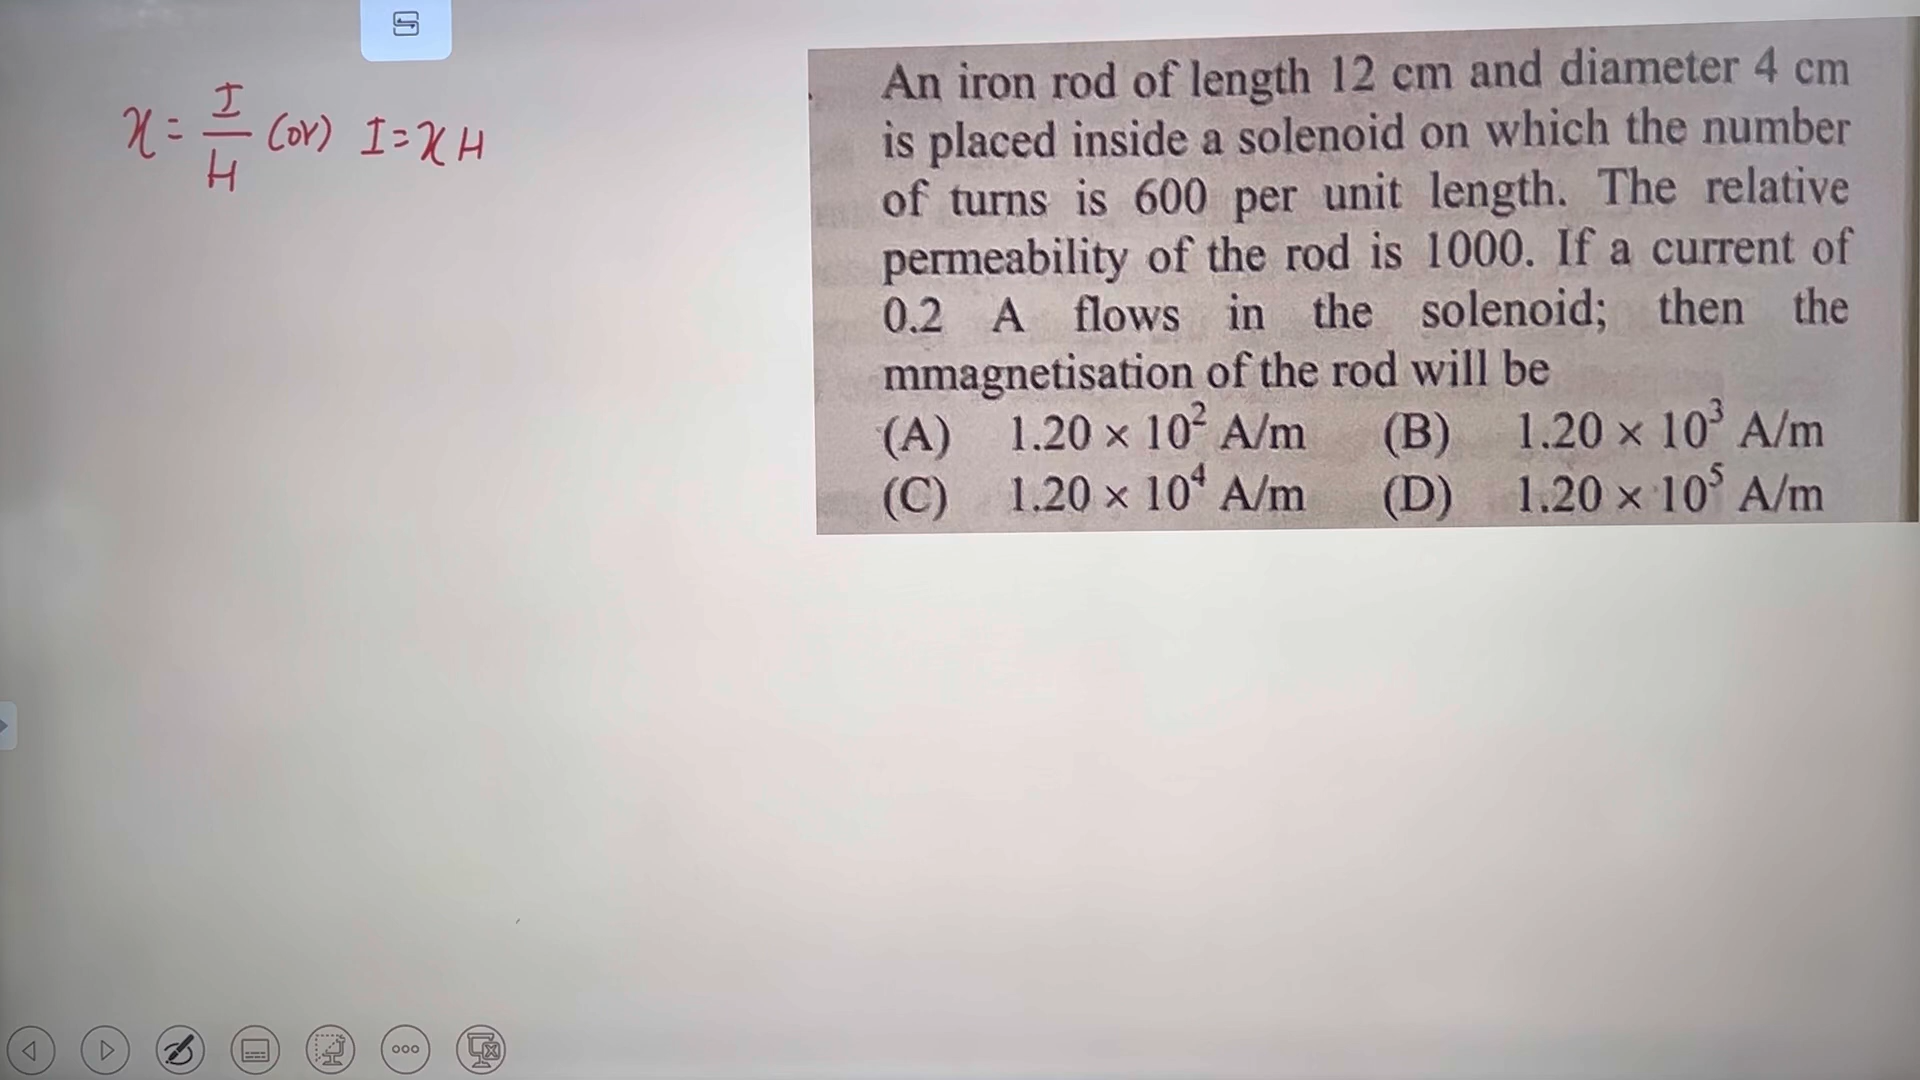 χ = I/H (or) I = χ H
An iron rod of length 12 cm and diameter 4 cm
is placed inside a solenoid on which the number
of turns is 600 per unit length. The relative
permeability of the rod is 1000. If a current of
0.2 A flows in the solenoid; then the
mmagnetisation of the rod will be
(A) 1.20 × 10² A/m (B) 1.20 × 10³ A/m
(C) 1.20 × 10⁴ A/m (D) 1.20 × 10⁵ A/m